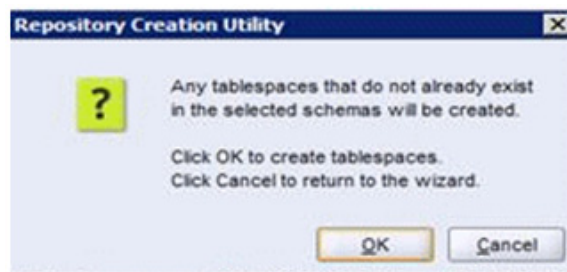 Repository Creation Utility
?
Any tablespaces that do not already exist
in the selected schemas will be created.
Click OK to create tablespaces.
Click Cancel to return to the wizard.
OK
Cancel